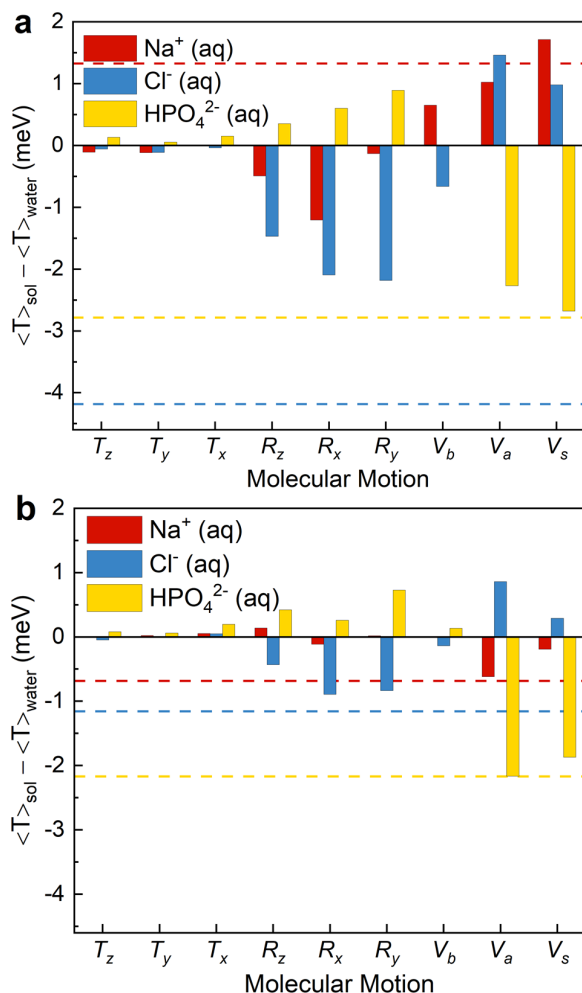 a
2
1
0
-1
-2
-3
-4
<T>sol − <T>water (meV)
Na⁺ (aq)
Cl⁻ (aq)
HPO₄²⁻ (aq)
Tz Ty Tx Rz Rx Ry Vb Va Vs
Molecular Motion
b
2
1
0
-1
-2
-3
-4
<T>sol − <T>water (meV)
Na⁺ (aq)
Cl⁻ (aq)
HPO₄²⁻ (aq)
Tz Ty Tx Rz Rx Ry Vb Va Vs
Molecular Motion